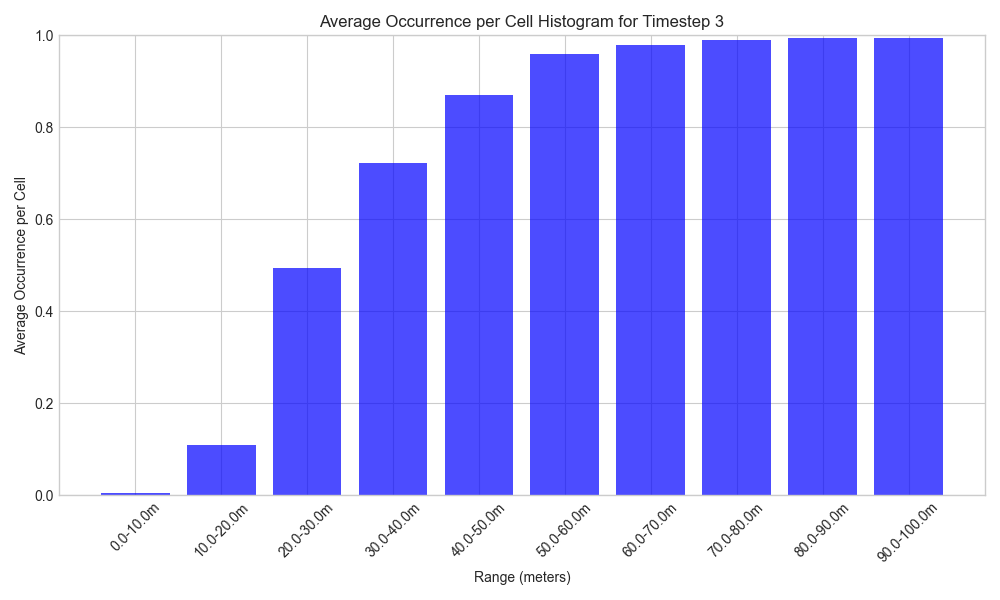 Average Occurrence per Cell Histogram for Timestep 3
Average Occurrence per Cell
1.0
0.8
0.6
0.4
0.2
0.0
0.0-10.0m
10.0-20.0m
20.0-30.0m
30.0-40.0m
40.0-50.0m
50.0-60.0m
60.0-70.0m
70.0-80.0m
80.0-90.0m
90.0-100.0m
Range (meters)